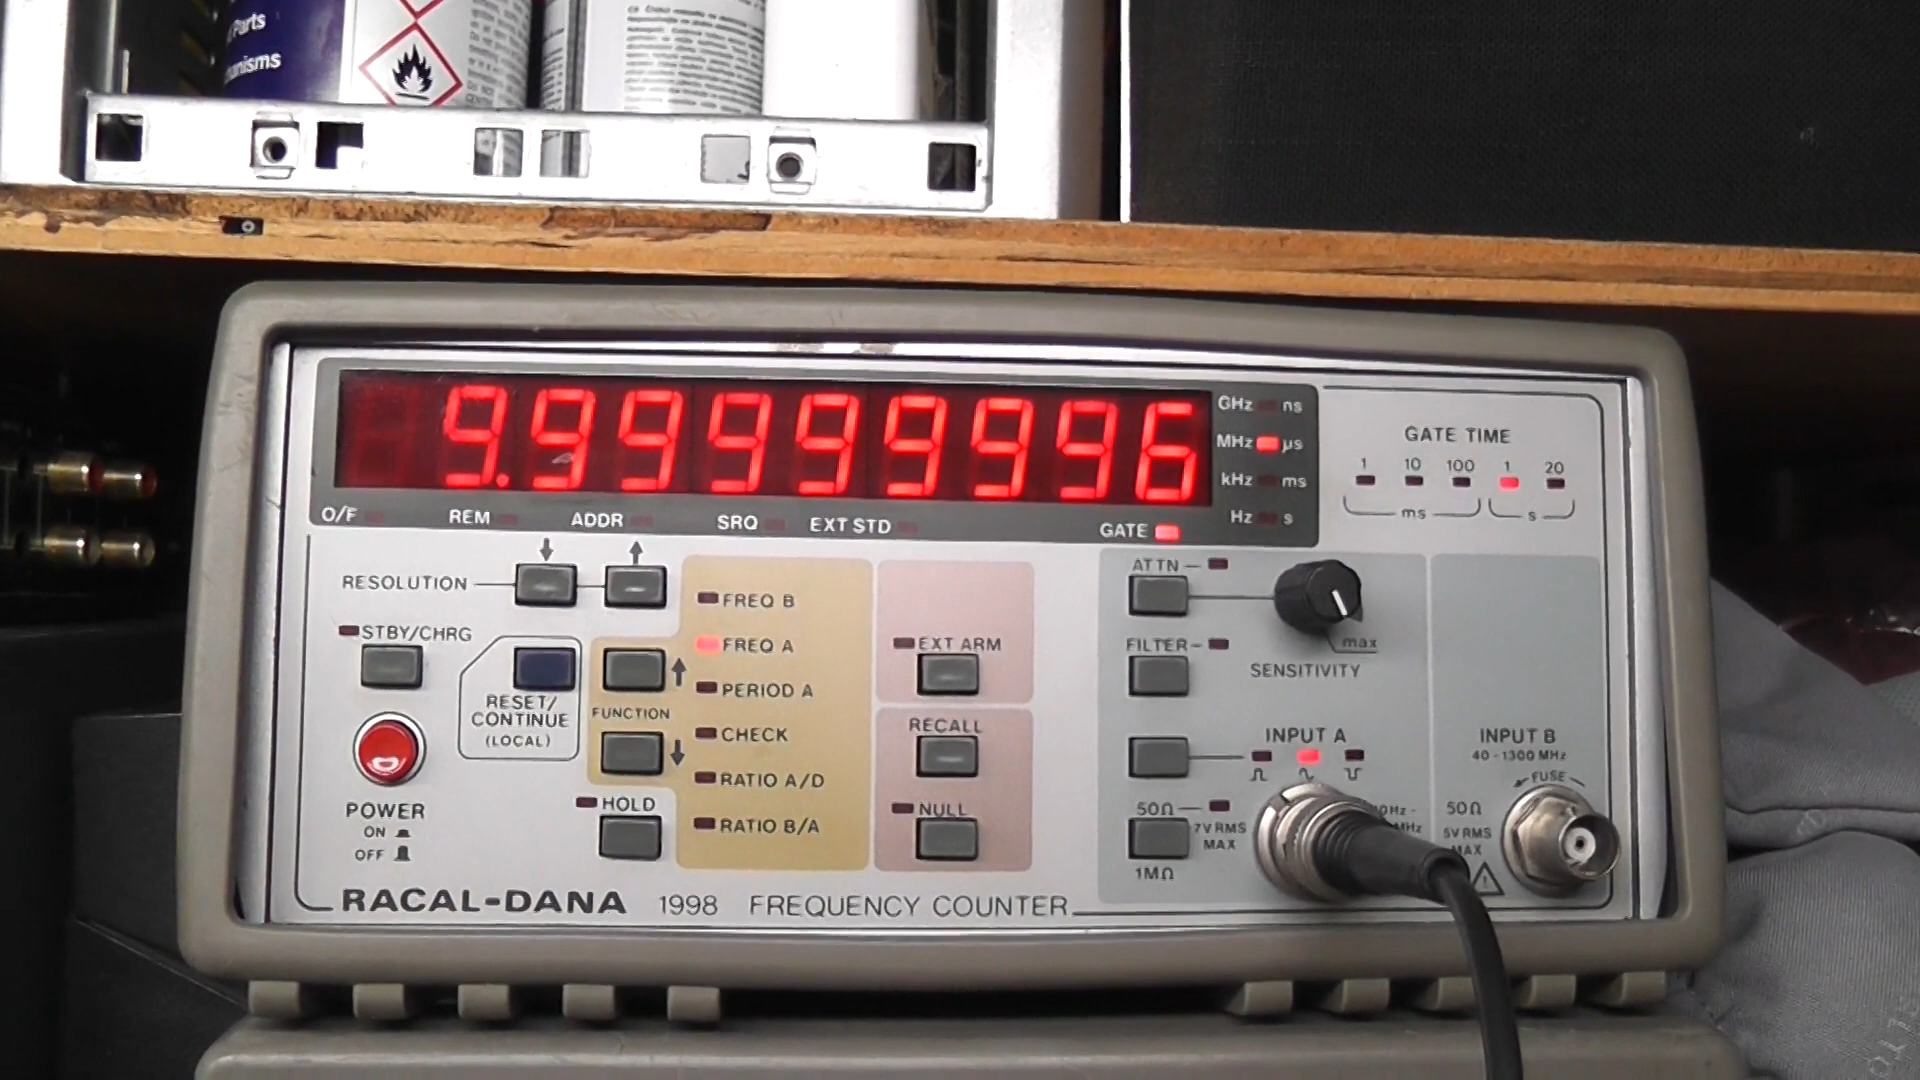 Parts
DO NOT
9.99999996
GHz ns
MHz µs
kHz ms
Hz s
GATE TIME
1 10 100 1 20
ms s
O/F REM ADDR SRQ EXT STD GATE
RESOLUTION
STBY/CHRG
RESET/
CONTINUE
(LOCAL)
POWER
ON
OFF
FUNCTION
HOLD
FREQ B
FREQ A
PERIOD A
CHECK
RATIO A/D
RATIO B/A
EXT ARM
RECALL
NULL
ATTN
FILTER
max
SENSITIVITY
INPUT A
50Ω
7V RMS
MAX
1MΩ
INPUT B
40-1300 MHz
FUSE
50Ω
5V RMS
MAX
RACAL-DANA 1998 FREQUENCY COUNTER